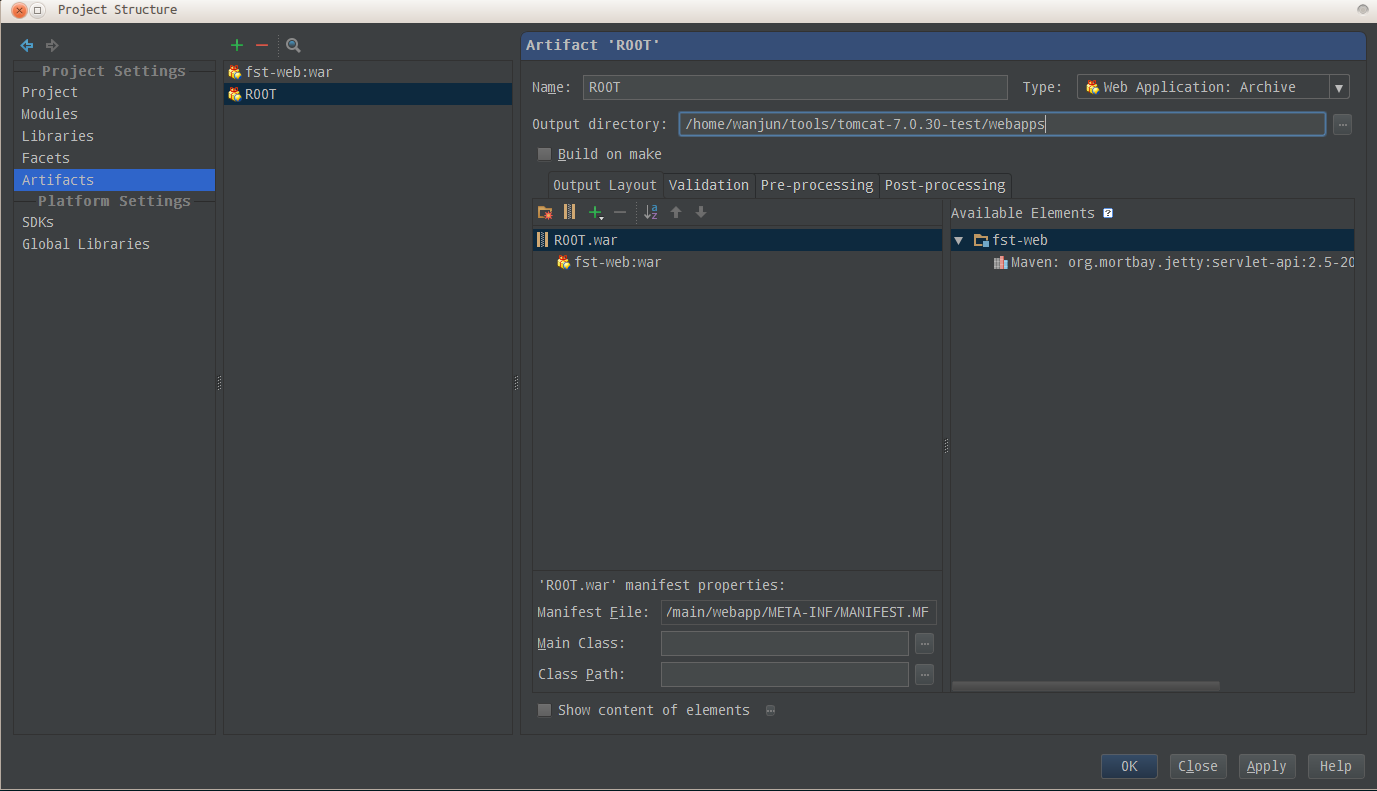 Project Structure
Project Settings
Project
Modules
Libraries
Facets
Artifacts
Platform Settings
SDKs
Global Libraries
fst-web:war
ROOT
Artifact 'ROOT'
Name: ROOT Type: Web Application: Archive
Output directory: /home/wanjun/tools/tomcat-7.0.30-test/webapps
Build on make
Output Layout Validation Pre-processing Post-processing
ROOT.war
fst-web:war
Available Elements
fst-web
Maven: org.mortbay.jetty:servlet-api:2.5-20
'ROOT.war' manifest properties:
Manifest File: /main/webapp/META-INF/MANIFEST.MF
Main Class:
Class Path:
Show content of elements
OK Close Apply Help